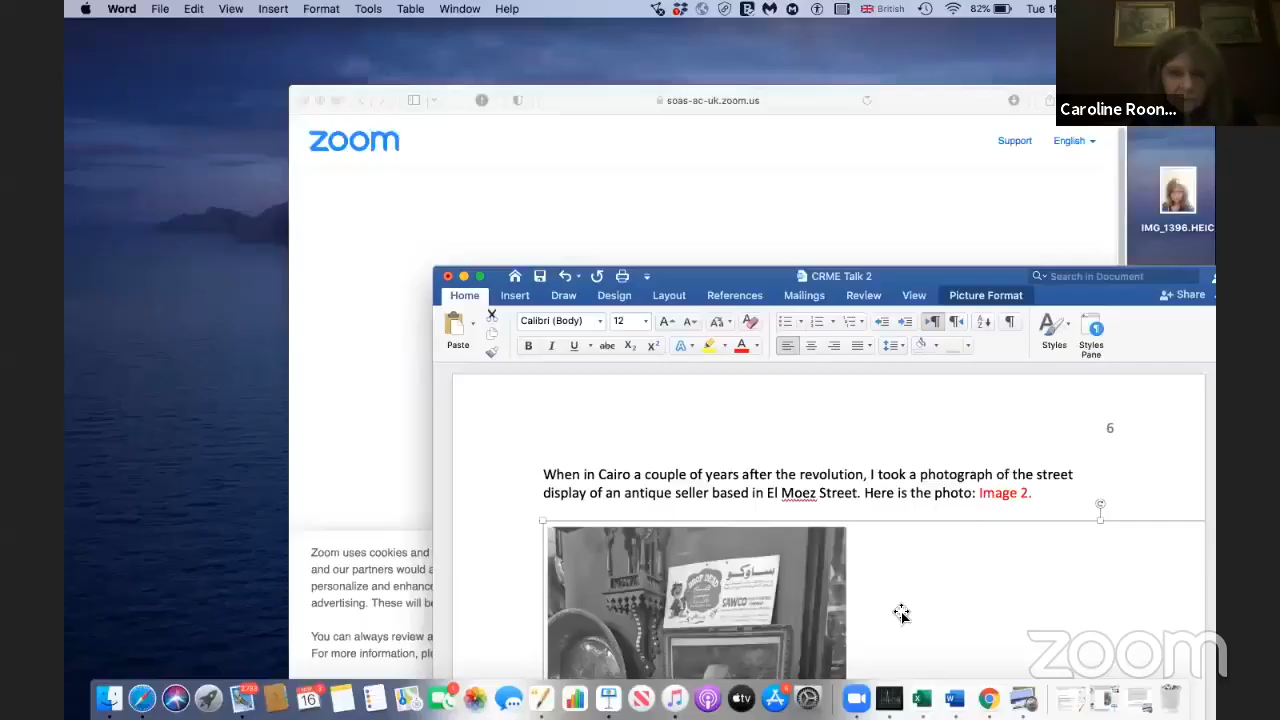 Word File Edit View Insert Format Tools Table Window Help
British 82% Tue 16
Caroline Roon...
soas-ac-uk.zoom.us
zoom
Support English
IMG_1396.HEIC
CRME Talk 2
Search in Document
Home Insert Draw Design Layout References Mailings Review View Picture Format
Share
Calibri (Body) 12
Paste
Styles
Styles
Pane
6
When in Cairo a couple of years after the revolution, I took a photograph of the street
display of an antique seller based in El Moez Street. Here is the photo: Image 2.
ساوكو
SAWCO
Zoom uses cookies and
and our partners would a
personalize and enhance
advertising. These will be
You can always review a
For more information, ple
zoom